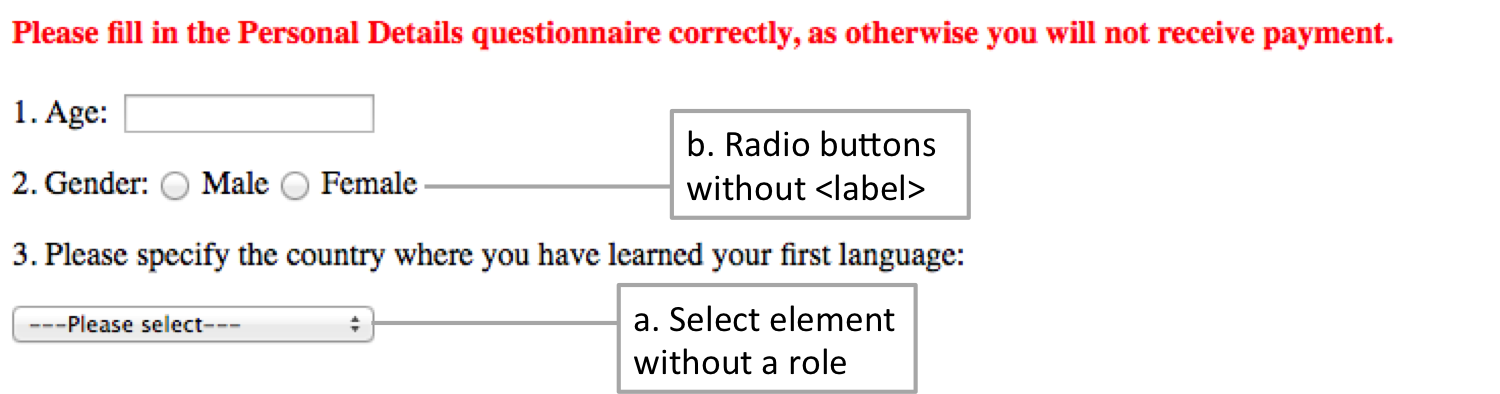 Please fill in the Personal Details questionnaire correctly, as otherwise you will not receive payment.
1. Age:
2. Gender: Male Female
b. Radio buttons
without <label>
3. Please specify the country where you have learned your first language:
---Please select---
a. Select element
without a role